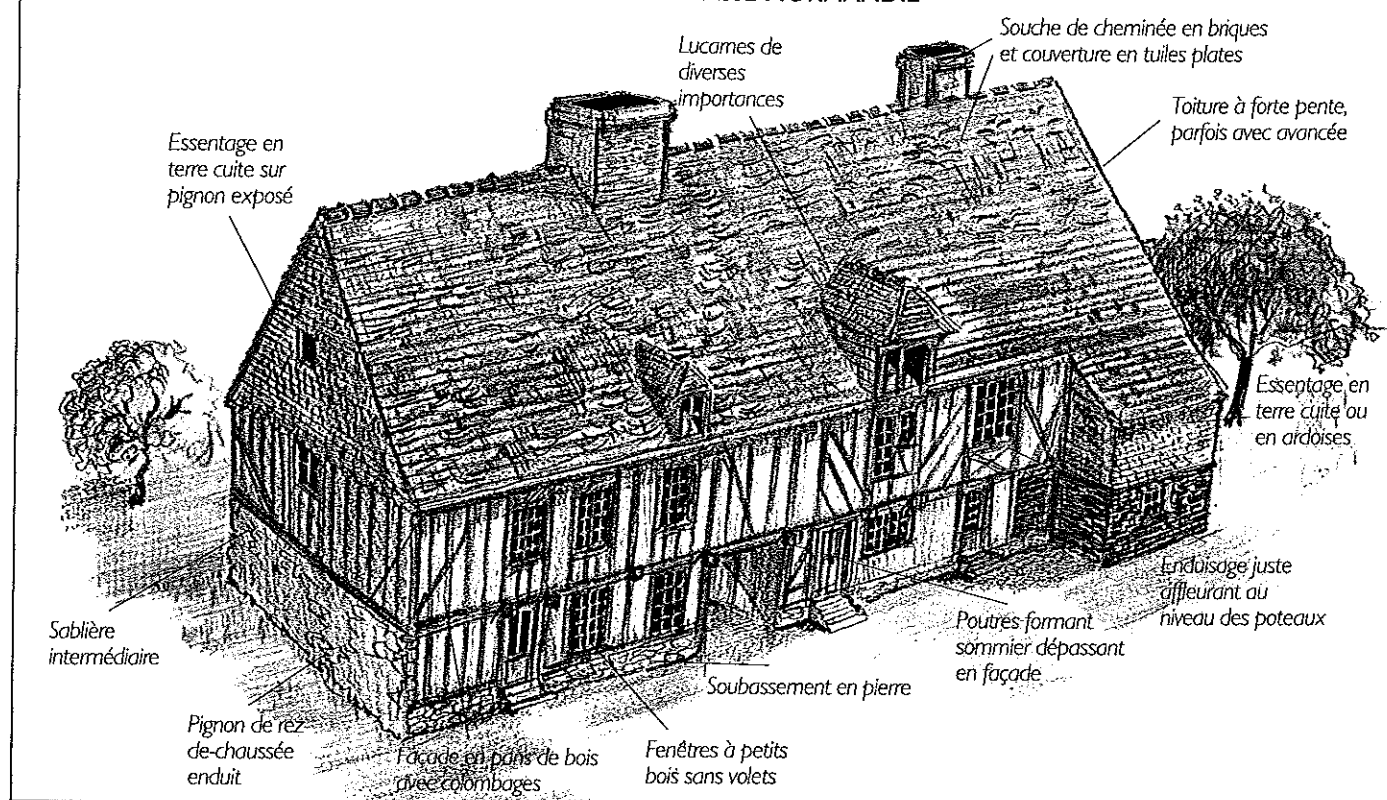 NORMANDIE
Souche de cheminée en briques
et couverture en tuiles plates
Lucarnes de
diverses
importances
Toiture à forte pente,
parfois avec avancée
Essentage en
terre cuite sur
pignon exposé
Essentage en
terre cuite ou
en ardoises
Enduisage juste
affleurant au
niveau des poteaux
Sablière
intermédiaire
Poutres formant
sommier dépassant
en façade
Soubassement en pierre
Pignon de rez-
de-chaussée
enduit
Façade en pans de bois
avec colombages
Fenêtres à petits
bois sans volets